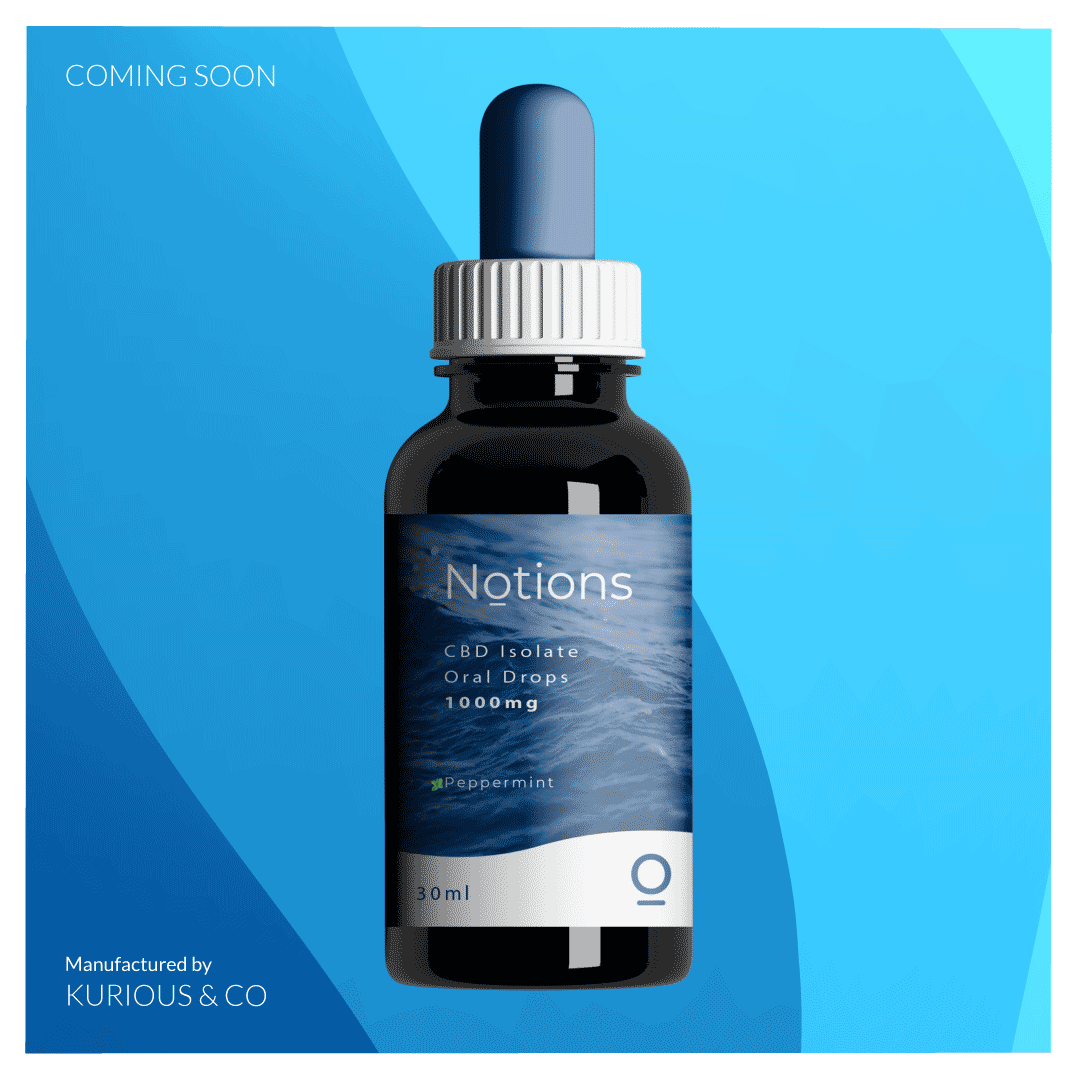 COMING SOON
Notions
CBD Isolate
Oral Drops
1000mg
Peppermint
30ml
Manufactured by
KURIOUS & CO